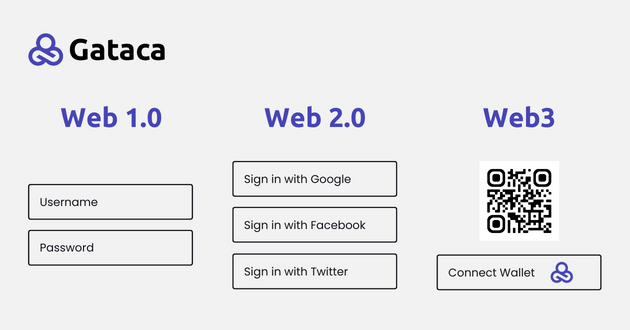 Gataca
Web 1.0
Username
Password
Web 2.0
Sign in with Google
Sign in with Facebook
Sign in with Twitter
Web3
Connect Wallet